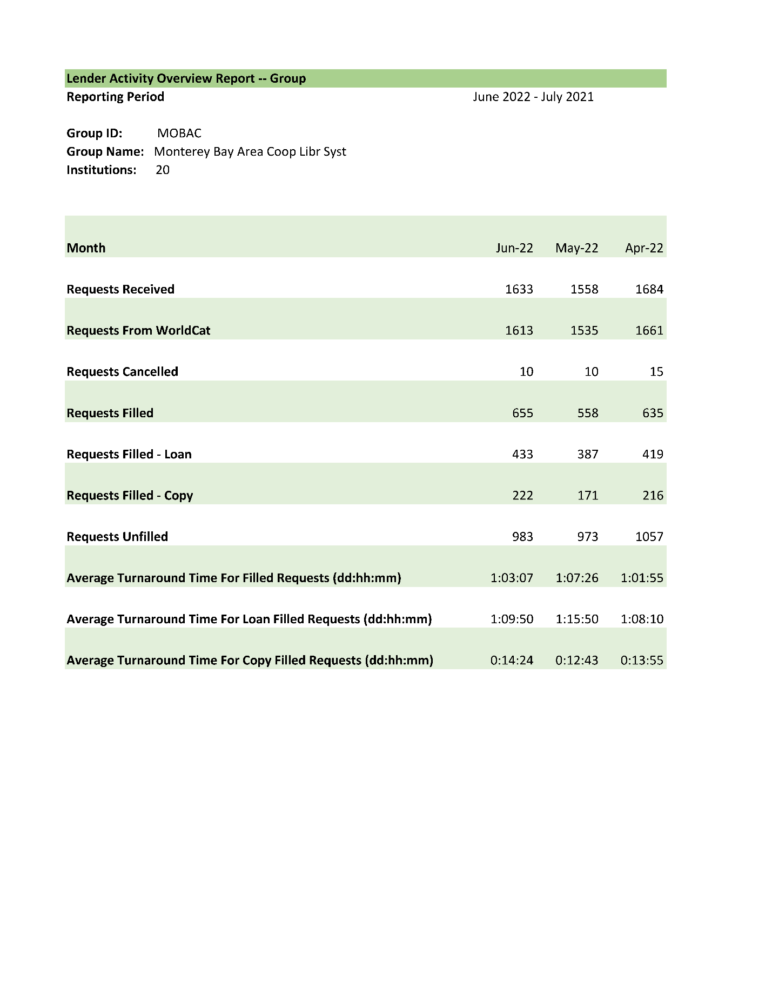 Lender Activity Overview Report -- Group
Reporting Period June 2022 - July 2021
Group ID: MOBAC
Group Name: Monterey Bay Area Coop Libr Syst
Institutions: 20
Month Jun-22 May-22 Apr-22
Requests Received 1633 1558 1684
Requests From WorldCat 1613 1535 1661
Requests Cancelled 10 10 15
Requests Filled 655 558 635
Requests Filled - Loan 433 387 419
Requests Filled - Copy 222 171 216
Requests Unfilled 983 973 1057
Average Turnaround Time For Filled Requests (dd:hh:mm) 1:03:07 1:07:26 1:01:55
Average Turnaround Time For Loan Filled Requests (dd:hh:mm) 1:09:50 1:15:50 1:08:10
Average Turnaround Time For Copy Filled Requests (dd:hh:mm) 0:14:24 0:12:43 0:13:55